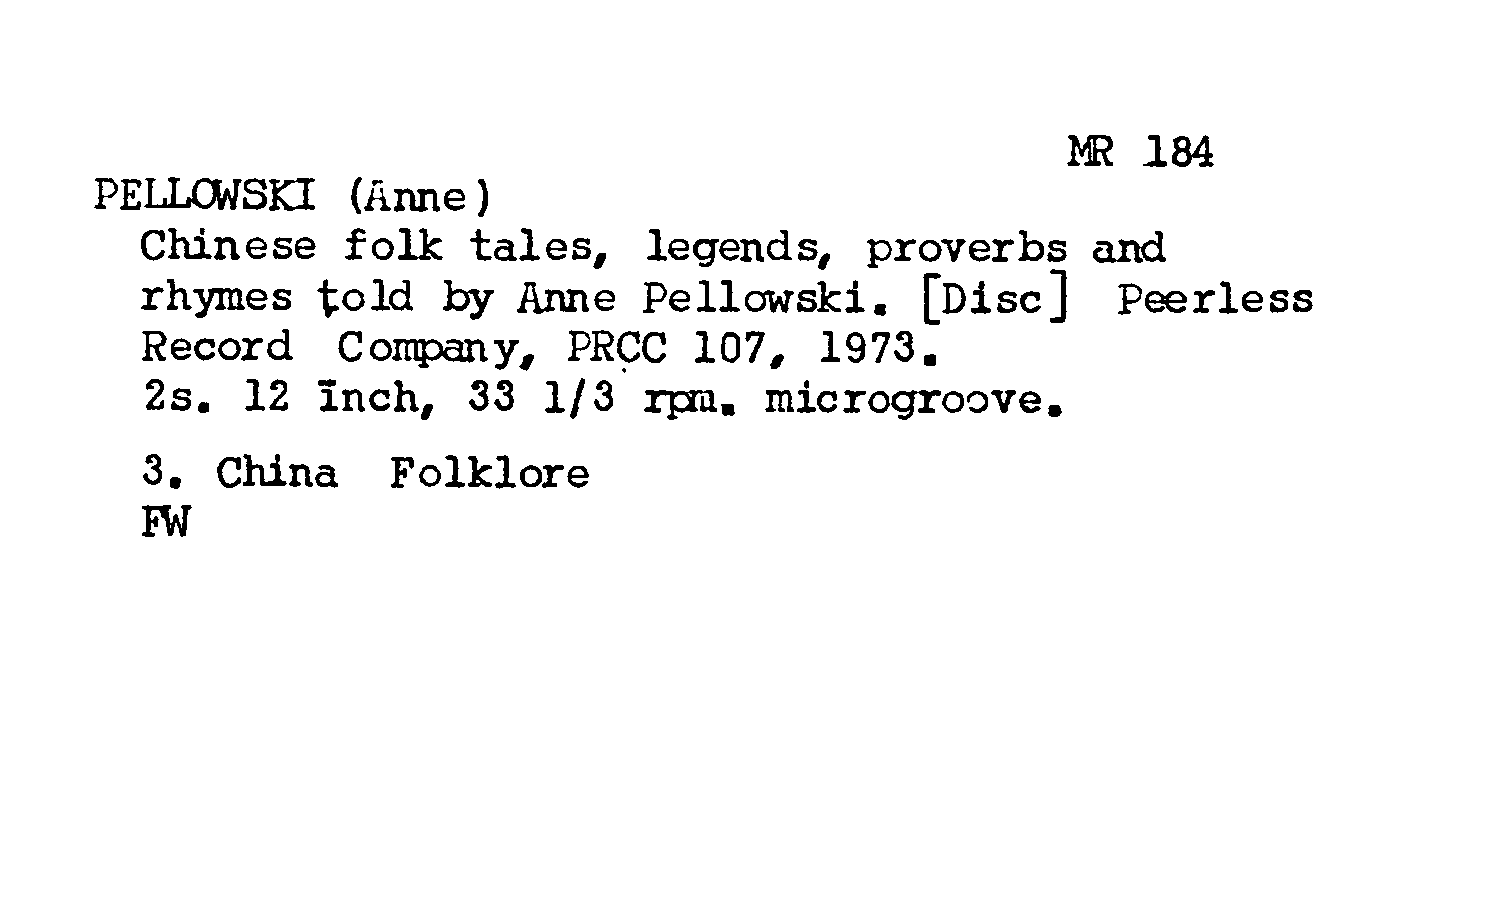 MR 184
PELLOWSKI (Anne)
Chinese folk tales, legends, proverbs and
rhymes told by Anne Pellowski. [Disc] Peerless
Record Company, PRCC 107, 1973.
2s. 12 inch, 33 1/3 rpm. microgroove.
3. China Folklore
FW